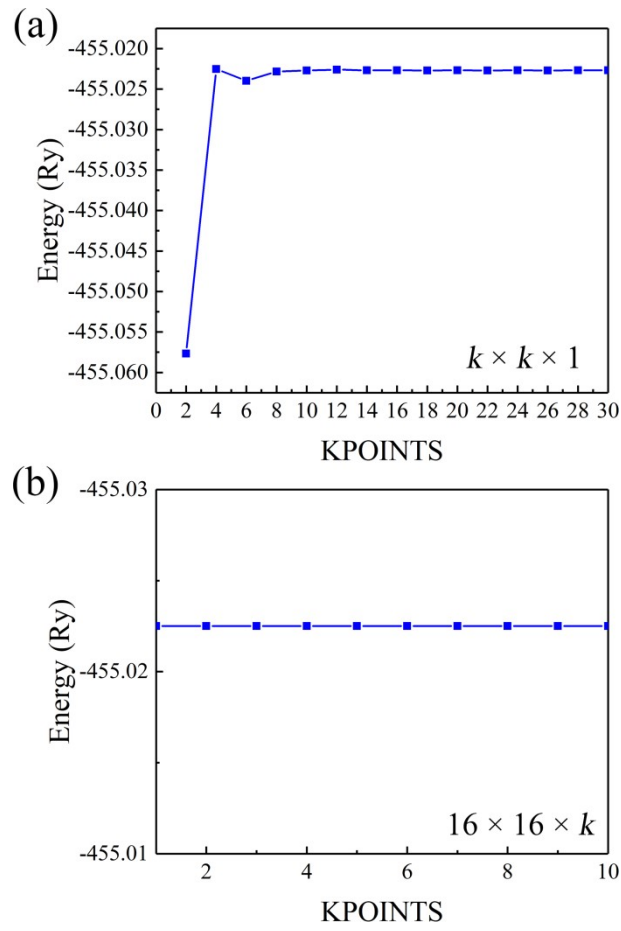 (a)
-455.020
-455.025
-455.030
-455.035
-455.040
-455.045
-455.050
-455.055
-455.060
Energy (Ry)
k × k × 1
0 2 4 6 8 10 12 14 16 18 20 22 24 26 28 30
KPOINTS
(b)
-455.03
-455.02
-455.01
Energy (Ry)
16 × 16 × k
2 4 6 8 10
KPOINTS